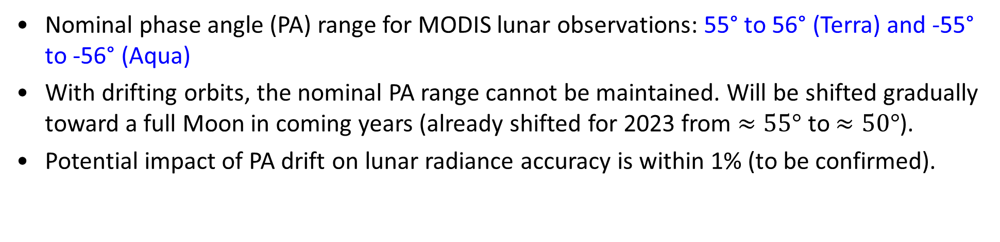 • Nominal phase angle (PA) range for MODIS lunar observations: 55° to 56° (Terra) and -55°
to -56° (Aqua)
• With drifting orbits, the nominal PA range cannot be maintained. Will be shifted gradually
toward a full Moon in coming years (already shifted for 2023 from ≈ 55° to ≈ 50°).
• Potential impact of PA drift on lunar radiance accuracy is within 1% (to be confirmed).